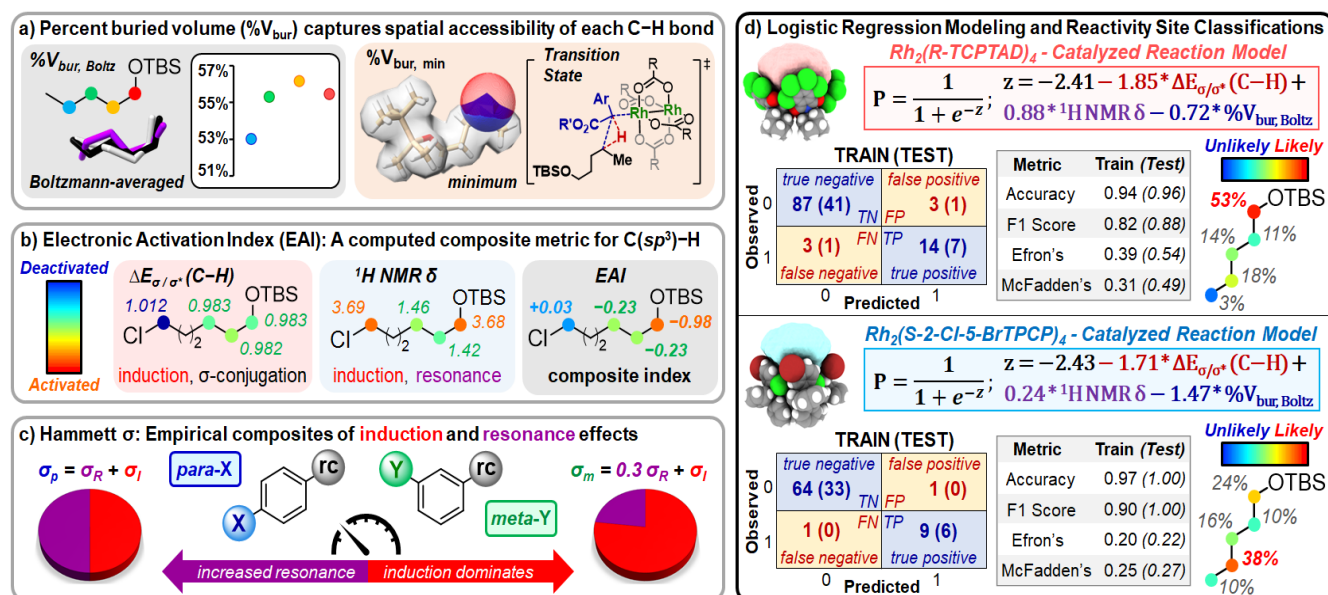 a) Percent buried volume (%Vbur) captures spatial accessibility of each C−H bond
%Vbur, Boltz
OTBS
Boltzmann-averaged
57%
55%
53%
51%
%Vbur, min
minimum
Transition
State
‡
Ar
R'O2C
H
Me
TBSO
Rh
Rh
R
R
R
R
O
O
O
O
O
O
O
O
b) Electronic Activation Index (EAI): A computed composite metric for C(sp3)−H
Deactivated
Activated
ΔEσ/σ* (C−H)
1.012
0.983
OTBS
0.983
Cl
2
0.982
induction, σ-conjugation
1H NMR δ
3.69
1.46
OTBS
3.68
Cl
2
1.42
induction, resonance
EAI
+0.03
−0.23
OTBS
−0.98
Cl
2
−0.23
composite index
c) Hammett σ: Empirical composites of induction and resonance effects
σp = σR + σI
para-X
rc
X
Y
rc
meta-Y
σm = 0.3 σR + σI
increased resonance
induction dominates
d) Logistic Regression Modeling and Reactivity Site Classifications
Rh2(R-TCPTAD)4 - Catalyzed Reaction Model
P = 1 / 1 + e−z ; z = −2.41 − 1.85* ΔEσ/σ* (C−H) +
0.88* 1H NMR δ − 0.72* %Vbur, Boltz
TRAIN (TEST)
Observed
0
1
true negative
87 (41)
TN
false positive
3 (1)
FP
3 (1)
FN
false negative
TP
14 (7)
true positive
0
1
Predicted
Metric Train (Test)
Accuracy 0.94 (0.96)
F1 Score 0.82 (0.88)
Efron's 0.39 (0.54)
McFadden's 0.31 (0.49)
Unlikely Likely
53%
OTBS
14%
11%
18%
3%
Rh2(S-2-Cl-5-BrTPCP)4 - Catalyzed Reaction Model
P = 1 / 1 + e−z ; z = −2.43 − 1.71* ΔEσ/σ* (C−H) +
0.24* 1H NMR δ − 1.47* %Vbur, Boltz
TRAIN (TEST)
Observed
0
1
true negative
64 (33)
TN
false positive
1 (0)
FP
1 (0)
FN
false negative
TP
9 (6)
true positive
0
1
Predicted
Metric Train (Test)
Accuracy 0.97 (1.00)
F1 Score 0.90 (1.00)
Efron's 0.20 (0.22)
McFadden's 0.25 (0.27)
Unlikely Likely
24%
OTBS
16%
10%
38%
10%